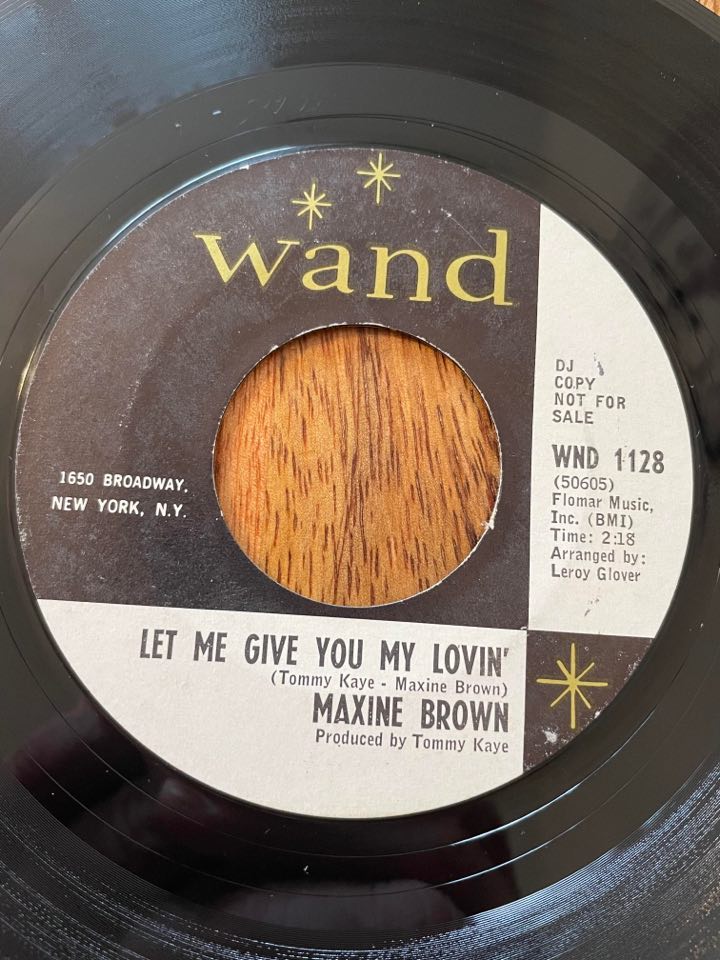 wand
DJ
COPY
NOT FOR
SALE
WND 1128
(50605)
Flomar Music,
Inc. (BMI)
Time: 2:18
Arranged by:
Leroy Glover
1650 BROADWAY,
NEW YORK, N.Y.
LET ME GIVE YOU MY LOVIN'
(Tommy Kaye - Maxine Brown)
MAXINE BROWN
Produced by Tommy Kaye